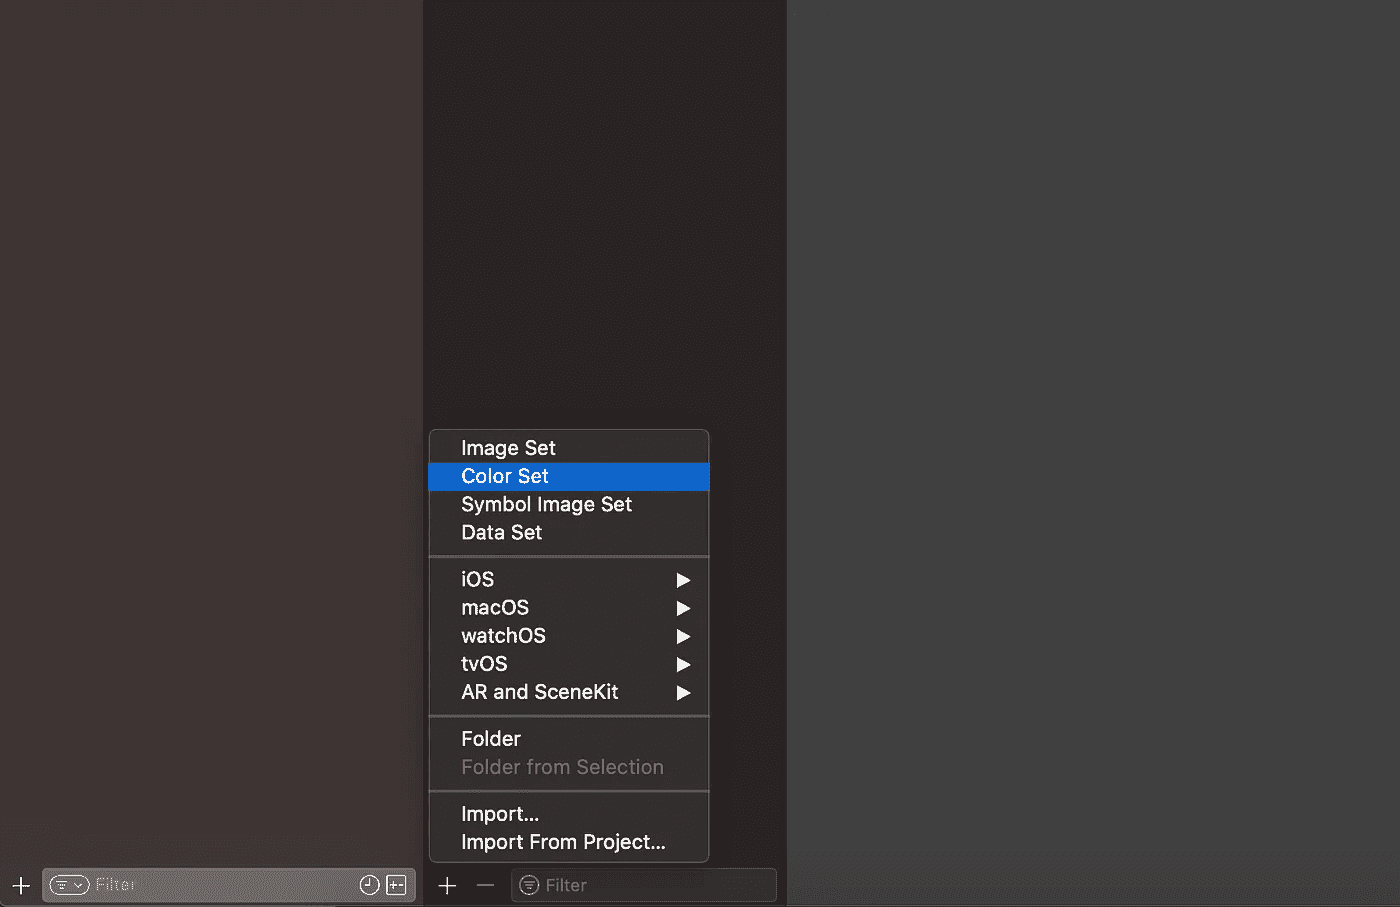 Image Set
Color Set
Symbol Image Set
Data Set
iOS
macOS
watchOS
tvOS
AR and SceneKit
Folder
Folder from Selection
Import...
Import From Project...
Filter
Filter